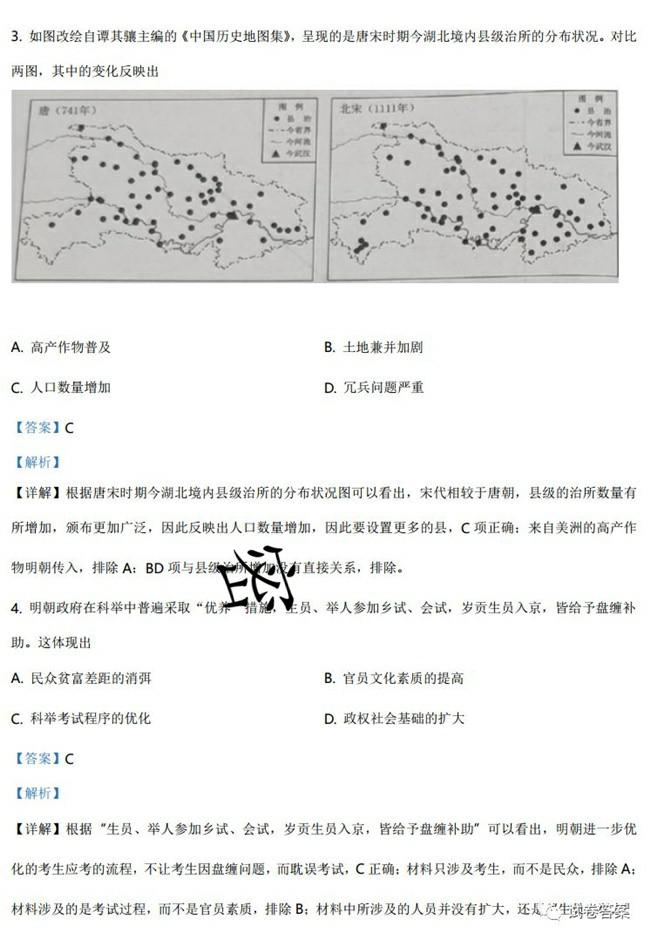 3. 如图改绘自谭其骧主编的《中国历史地图集》，呈现的是唐宋时期今湖北境内县级治所的分布状况。对比
两图，其中的变化反映出
唐（741年）
图 例
县 治
今省界
今河流
今武汉
北宋（1111年）
图 例
县 治
今省界
今河流
今武汉
A. 高产作物普及
B. 土地兼并加剧
C. 人口数量增加
D. 冗兵问题严重
【答案】C
【解析】
【详解】根据唐宋时期今湖北境内县级治所的分布状况图可以看出，宋代相较于唐朝，县级的治所数量有
所增加，颁布更加广泛，因此反映出人口数量增加，因此要设置更多的县，C 项正确；来自美洲的高产作
物明朝传入，排除 A；BD 项与县级治所增加没有直接关系，排除。
4. 明朝政府在科举中普遍采取“优养”措施，生员、举人参加乡试、会试，岁贡生员入京，皆给予盘缠补
助。这体现出
A. 民众贫富差距的消弭
B. 官员文化素质的提高
C. 科举考试程序的优化
D. 政权社会基础的扩大
【答案】C
【解析】
【详解】根据“生员、举人参加乡试、会试，岁贡生员入京，皆给予盘缠补助”可以看出，明朝进一步优
化的考生应考的流程，不让考生因盘缠问题，而耽误考试，C 正确；材料只涉及考生，而不是民众，排除 A；
材料涉及的是考试过程，而不是官员素质，排除 B；材料中所涉及的人员并没有扩大，还是
试卷答案